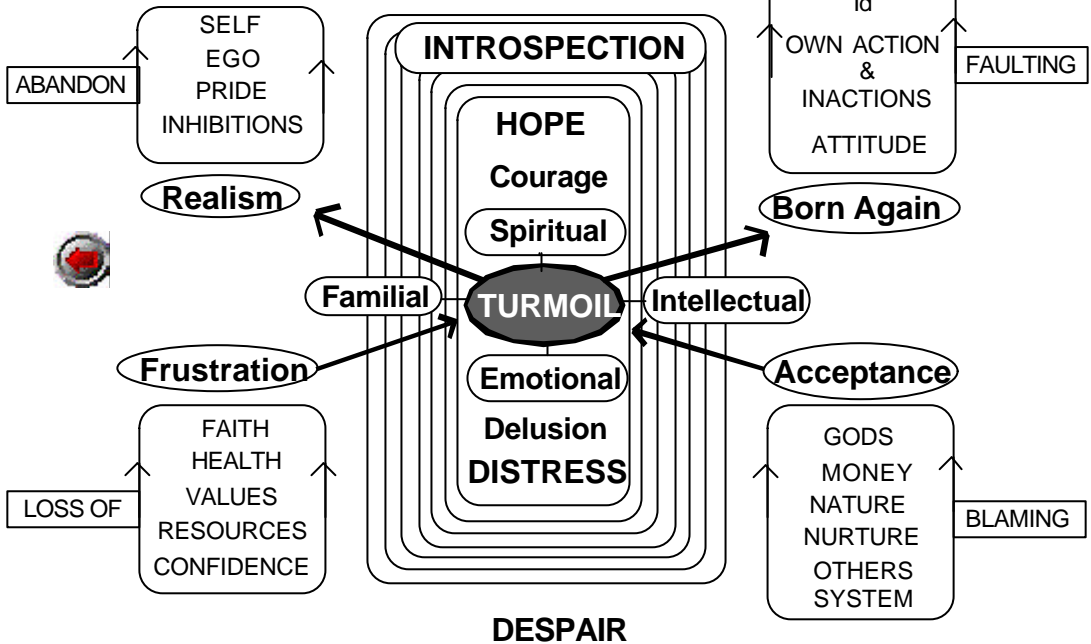 SELF
EGO
PRIDE
INHIBITIONS
ABANDON
Realism
INTROSPECTION
HOPE
Courage
Spiritual
Familial
TURMOIL
Intellectual
Emotional
Delusion
DISTRESS
Id
OWN ACTION
&
INACTIONS
ATTITUDE
FAULTING
Born Again
Frustration
FAITH
HEALTH
VALUES
RESOURCES
CONFIDENCE
LOSS OF
Acceptance
GODS
MONEY
NATURE
NURTURE
OTHERS
SYSTEM
BLAMING
DESPAIR